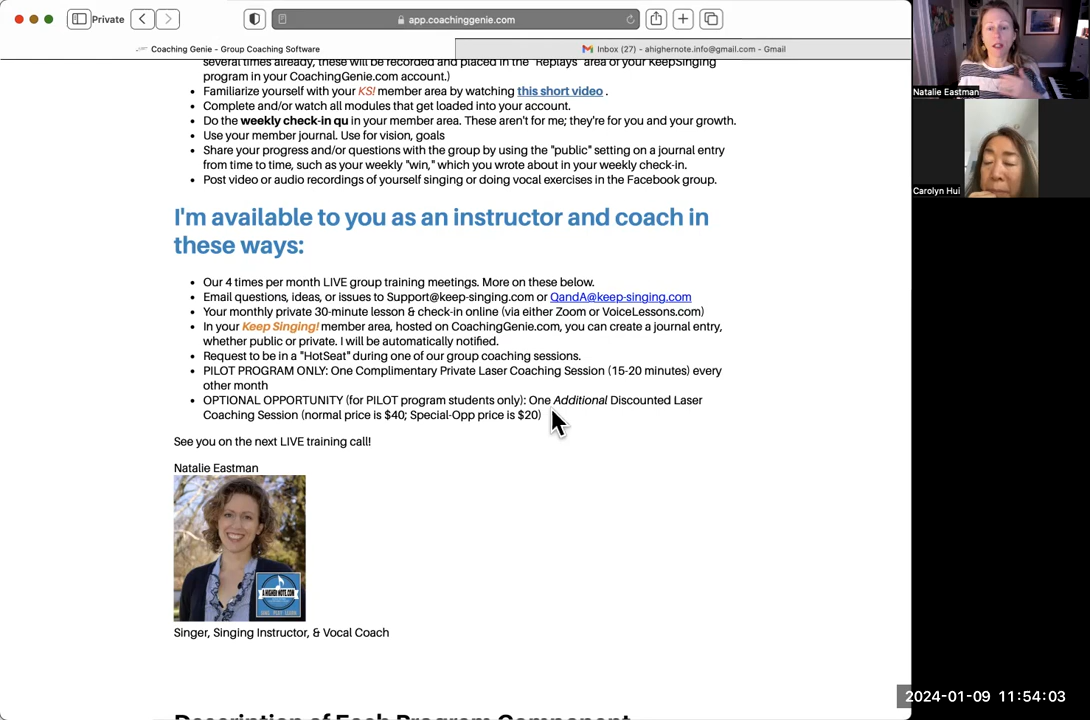 Private
app.coachinggenie.com
Coaching Genie - Group Coaching Software
Inbox (27) - ahighernote.info@gmail.com - Gmail
several times already, these will be recorded and placed in the "Replays" area of your KeepSinging
program in your CoachingGenie.com account.)
Familiarize yourself with your KS! member area by watching this short video .
Complete and/or watch all modules that get loaded into your account.
Do the weekly check-in qu in your member area. These aren't for me; they're for you and your growth.
Use your member journal. Use for vision, goals
Share your progress and/or questions with the group by using the "public" setting on a journal entry
from time to time, such as your weekly "win," which you wrote about in your weekly check-in.
Post video or audio recordings of yourself singing or doing vocal exercises in the Facebook group.
I'm available to you as an instructor and coach in
these ways:
Our 4 times per month LIVE group training meetings. More on these below.
Email questions, ideas, or issues to Support@keep-singing.com or QandA@keep-singing.com
Your monthly private 30-minute lesson & check-in online (via either Zoom or VoiceLessons.com)
In your Keep Singing! member area, hosted on CoachingGenie.com, you can create a journal entry,
whether public or private. I will be automatically notified.
Request to be in a "HotSeat" during one of our group coaching sessions.
PILOT PROGRAM ONLY: One Complimentary Private Laser Coaching Session (15-20 minutes) every
other month
OPTIONAL OPPORTUNITY (for PILOT program students only): One Additional Discounted Laser
Coaching Session (normal price is $40; Special-Opp price is $20)
See you on the next LIVE training call!
Natalie Eastman
A HIGHER NOTE.COM
Singer, Singing Instructor, & Vocal Coach
Description of Each Program Component
Natalie Eastman
Carolyn Hui
2024-01-09 11:54:03